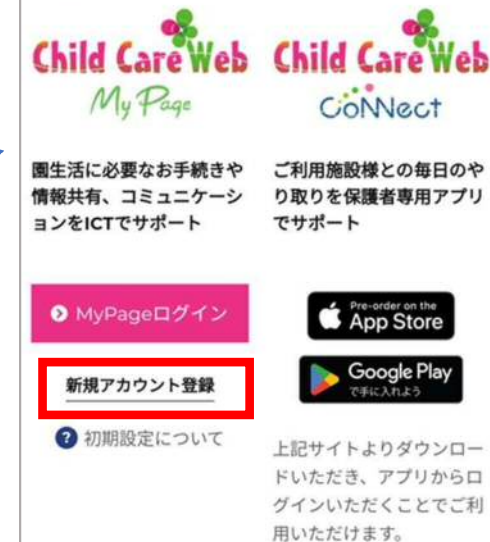 Child Care Web
My Page
園生活に必要なお手続きや
情報共有、コミュニケーシ
ョンをICTでサポート
MyPageログイン
新規アカウント登録
? 初期設定について
Child Care Web
CoNNect
ご利用施設様との毎日のや
り取りを保護者専用アプリ
でサポート
Pre-order on the
App Store
Google Play
で手に入れよう
上記サイトよりダウンロー
ドいただき、アプリからロ
グインいただくことでご利
用いただけます。